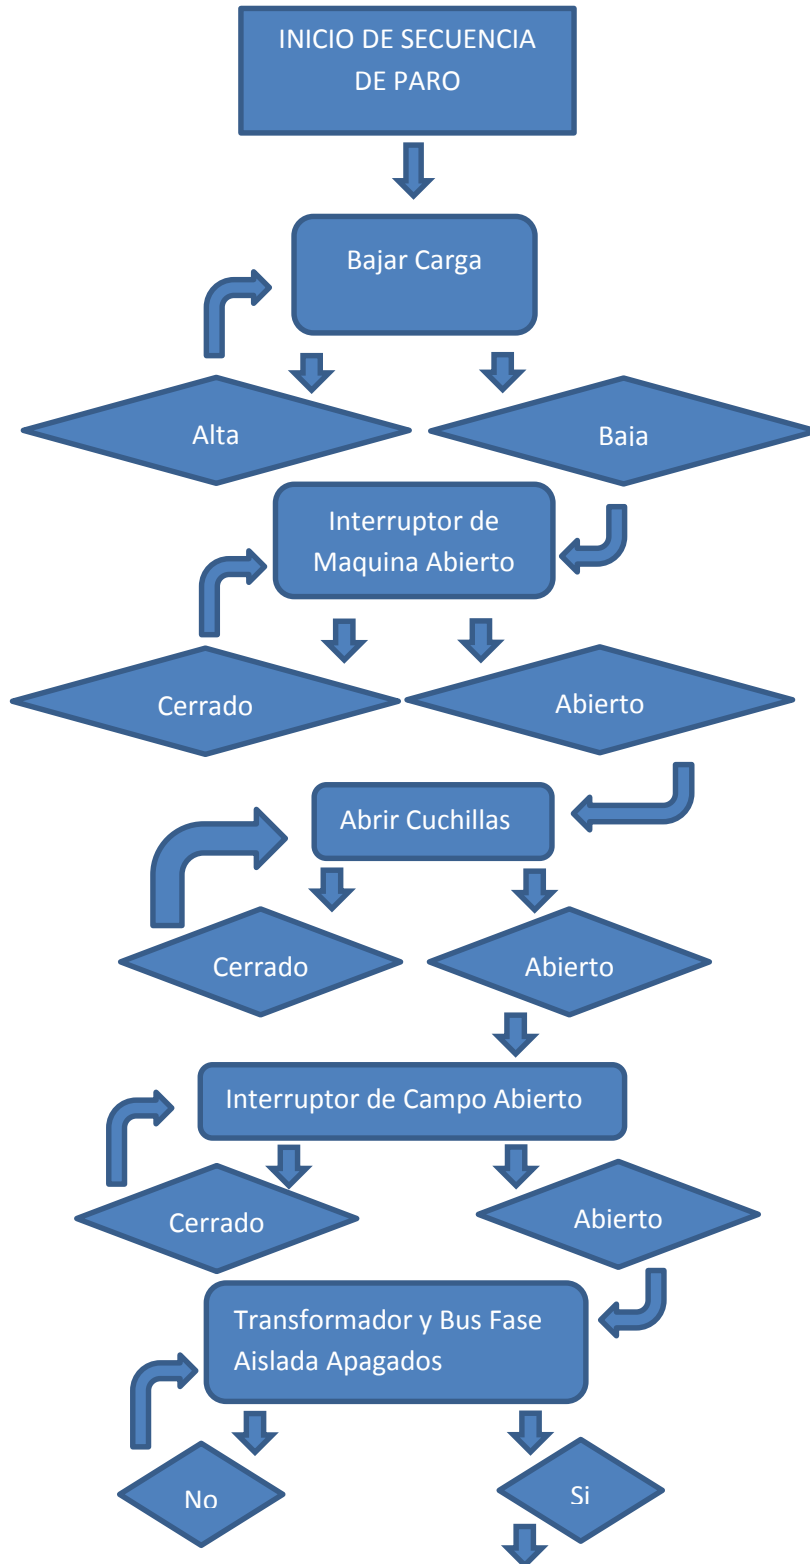 INICIO DE SECUENCIA
DE PARO
Bajar Carga
Alta
Baja
Interruptor de
Maquina Abierto
Cerrado
Abierto
Abrir Cuchillas
Cerrado
Abierto
Interruptor de Campo Abierto
Cerrado
Abierto
Transformador y Bus Fase
Aislada Apagados
No
Si